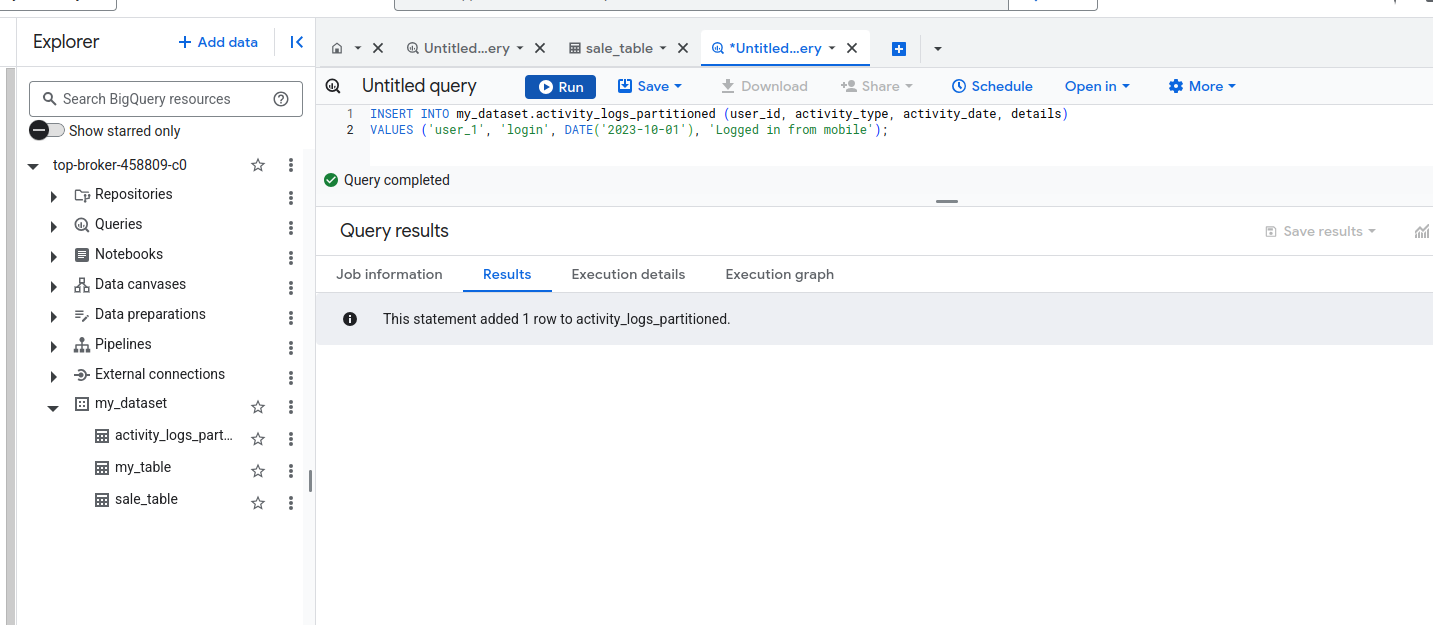 Explorer
Add data
Search BigQuery resources
Show starred only
top-broker-458809-c0
Repositories
Queries
Notebooks
Data canvases
Data preparations
Pipelines
External connections
my_dataset
activity_logs_part...
my_table
sale_table
Untitled...ery
sale_table
*Untitled...ery
Untitled query
Run
Save
Download
Share
Schedule
Open in
More
1 INSERT INTO my_dataset.activity_logs_partitioned (user_id, activity_type, activity_date, details)
2 VALUES ('user_1', 'login', DATE('2023-10-01'), 'Logged in from mobile');
Query completed
Query results
Save results
Job information
Results
Execution details
Execution graph
This statement added 1 row to activity_logs_partitioned.